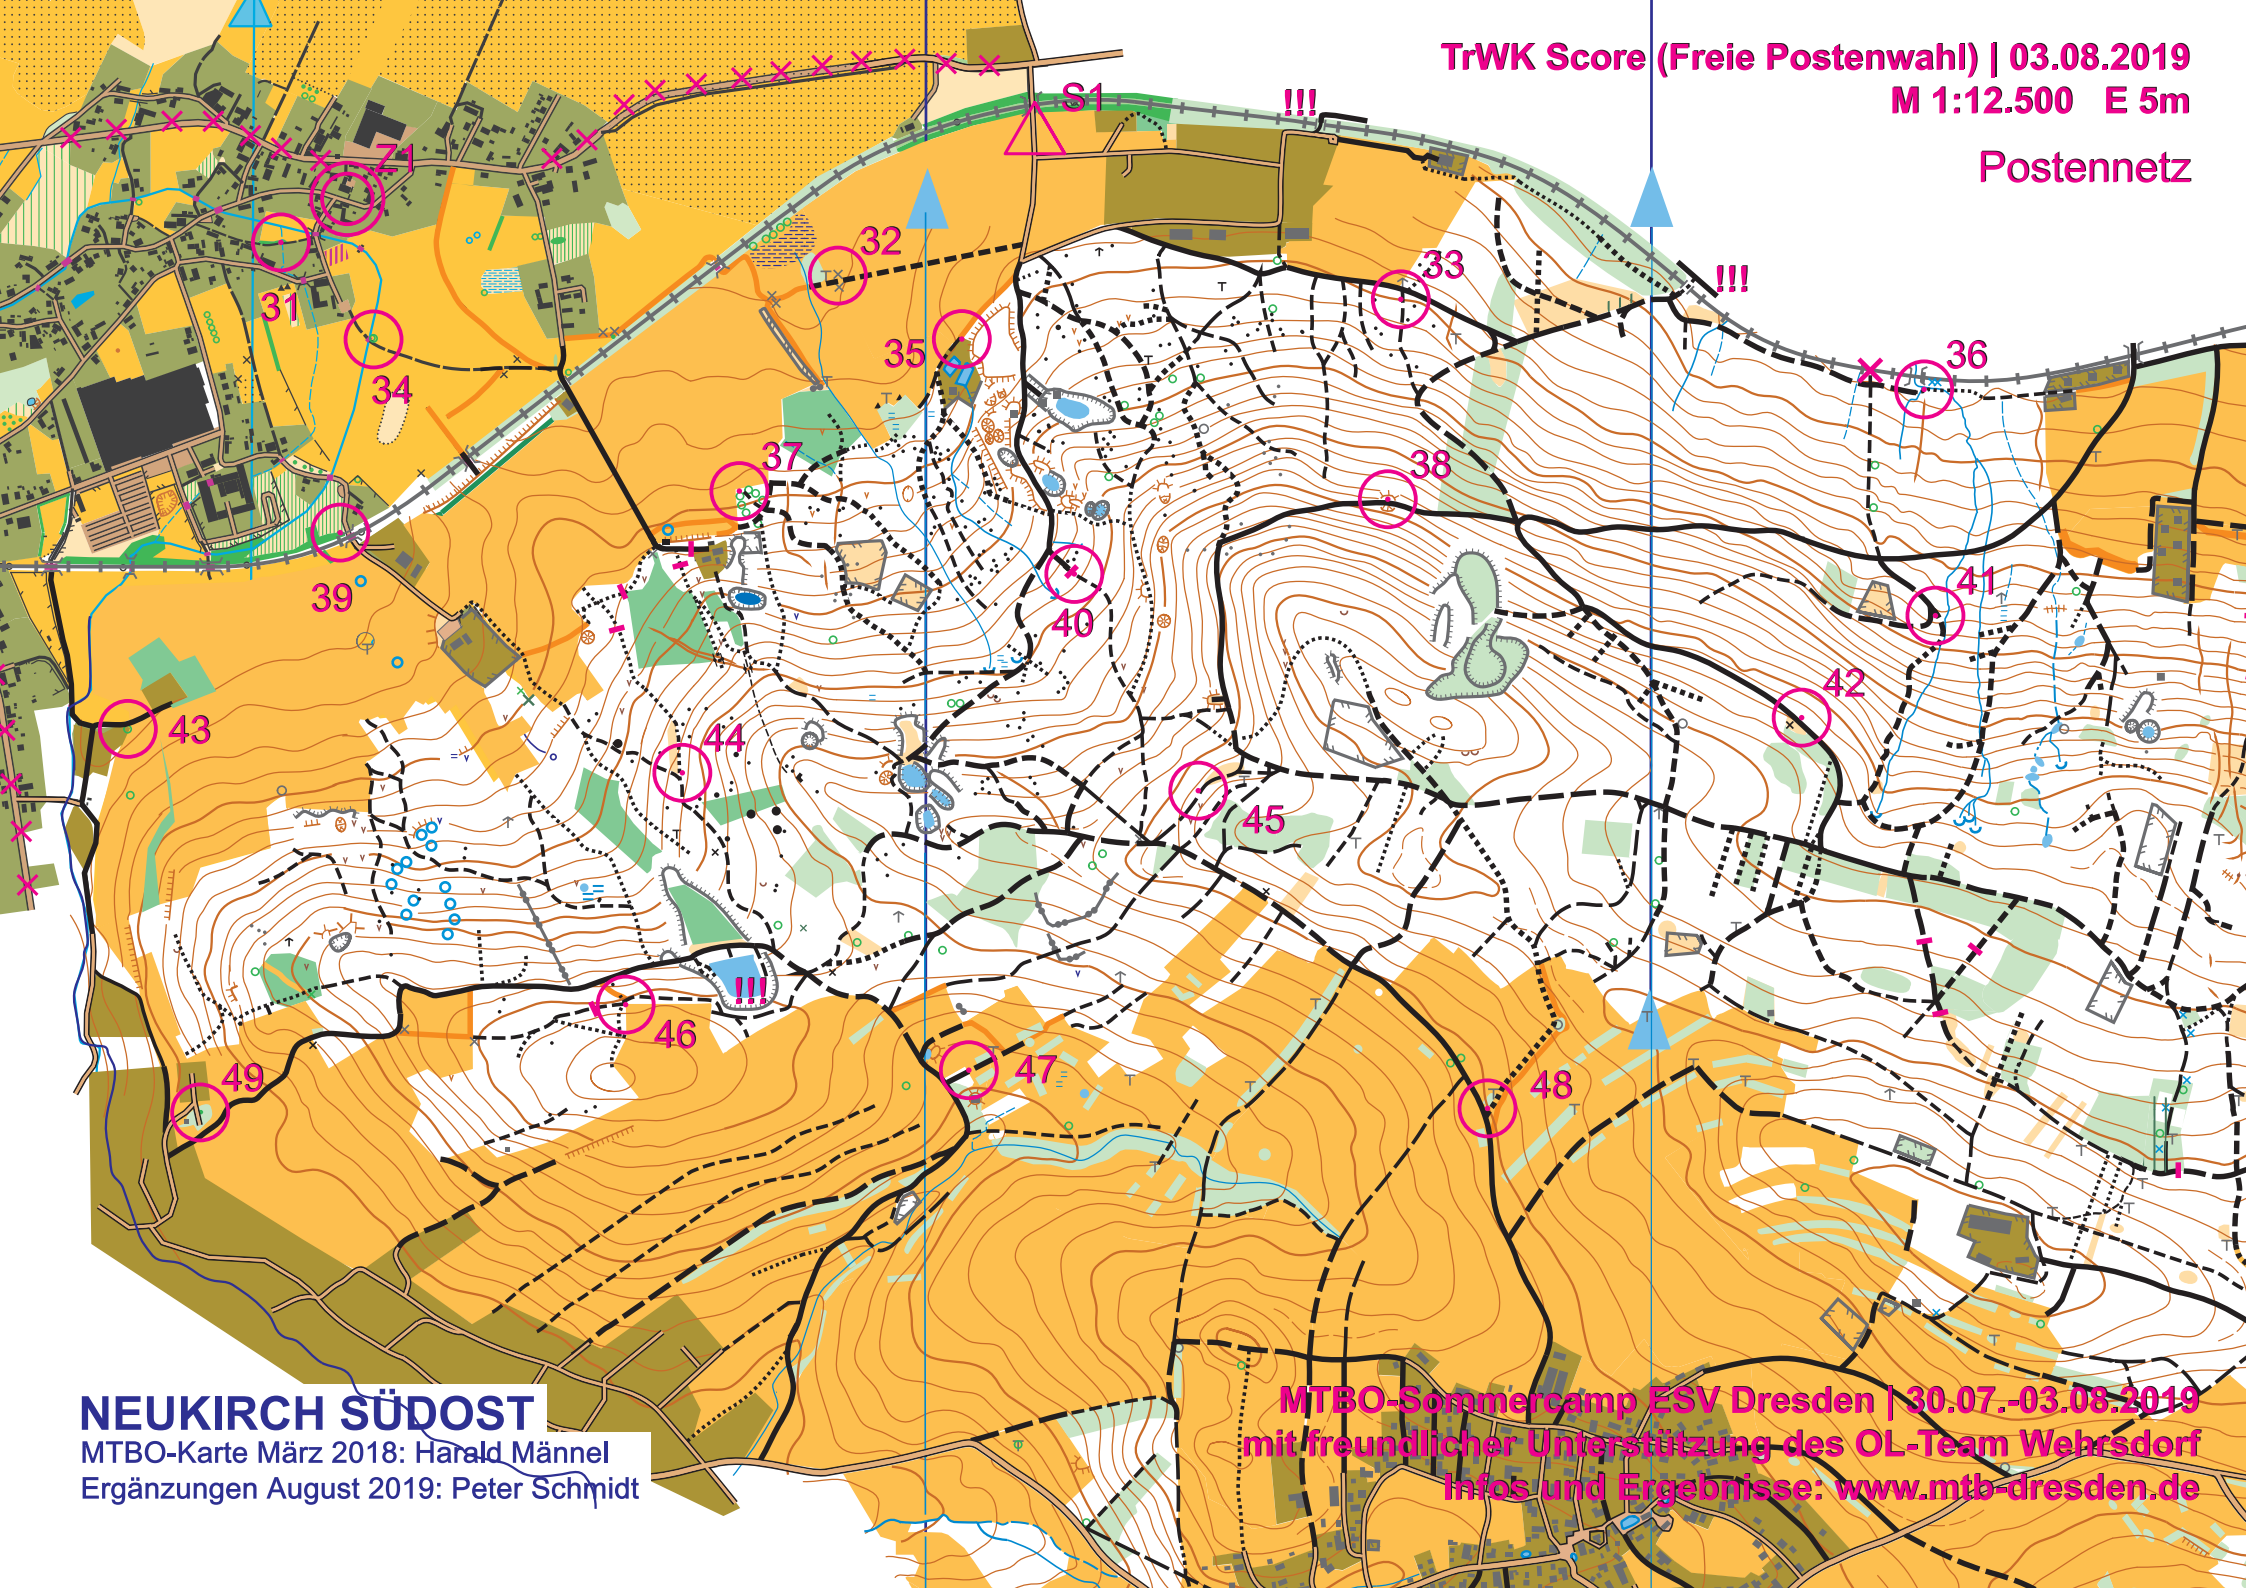 TrWK Score (Freie Postenwahl) | 03.08.2019
M 1:12.500 E 5m
Postennetz
S1
!!!
Z1
31
32
33
!!!
34
35
36
37
38
39
40
41
42
43
44
45
46
!!!
47
48
49
NEUKIRCH SÜDOST
MTBO-Karte März 2018: Harald Männel
Ergänzungen August 2019: Peter Schmidt
MTBO-Sommercamp ESV Dresden | 30.07.-03.08.2019
mit freundlicher Unterstützung des OL-Team Wehrsdorf
Infos und Ergebnisse: www.mtb-dresden.de